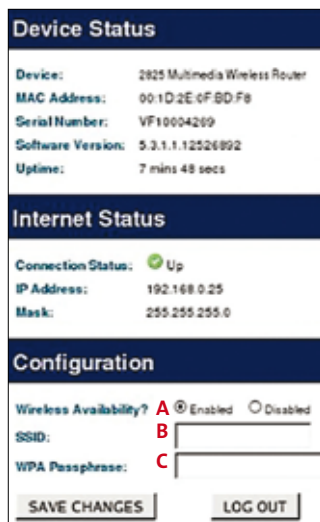 Device Status
Device: 2825 Multimedia Wireless Router
MAC Address: 00:1D:2E:0F:BD:F8
Serial Number: VF10004209
Software Version: 5.3.1.1.12526892
Uptime: 7 mins 48 secs
Internet Status
Connection Status: Up
IP Address: 192.168.0.25
Mask: 255.255.255.0
Configuration
Wireless Availability? A Enabled Disabled
SSID: B
WPA Passphrase: C
SAVE CHANGES LOG OUT